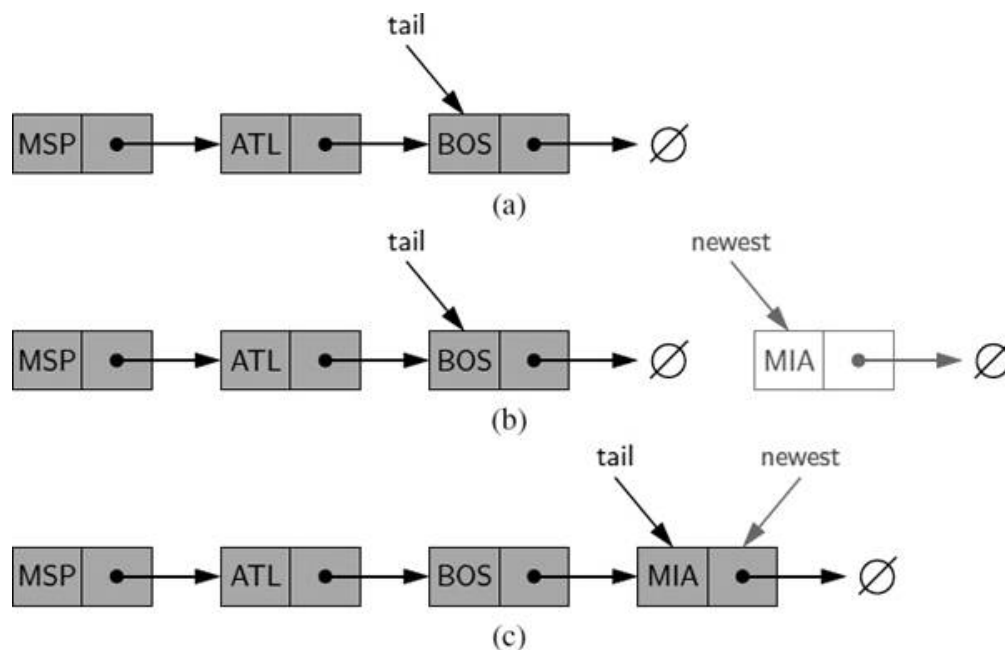 tail
MSP ATL BOS ∅
(a)
tail newest
MSP ATL BOS ∅ MIA ∅
(b)
tail newest
MSP ATL BOS MIA ∅
(c)